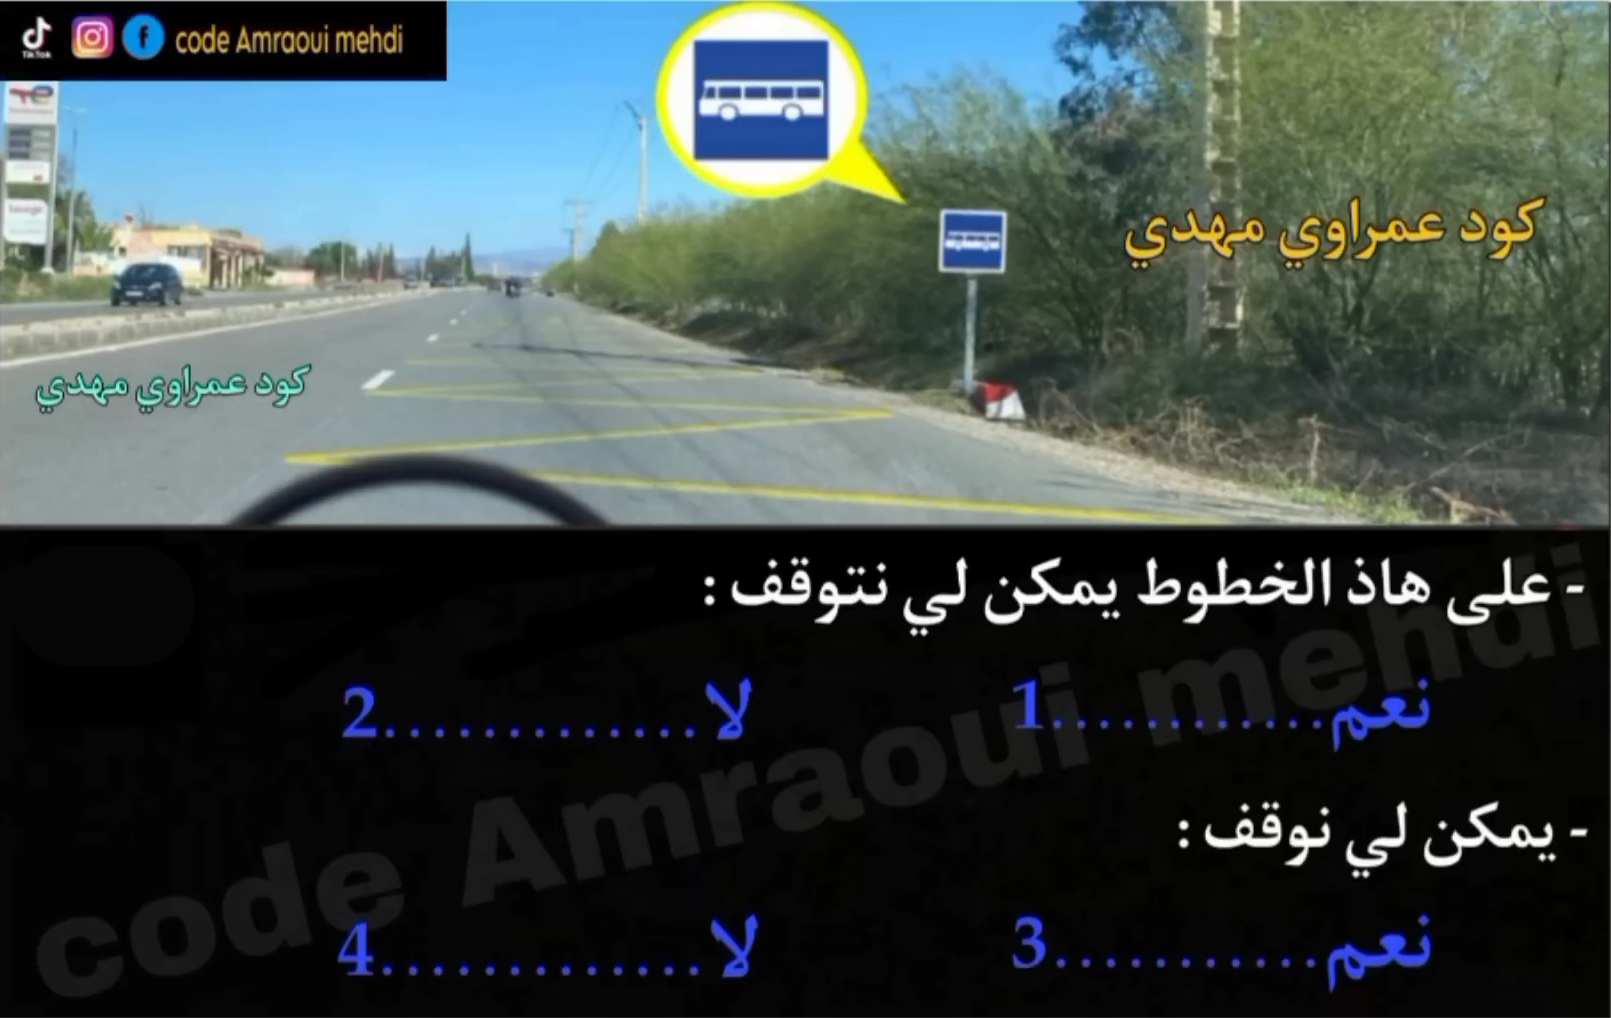 TikTok
code Amraoui mehdi
كود عمراوي مهدي
كود عمراوي مهدي
- على هاذ الخطوط يمكن لي نتوقف :
نعم............1 لا.............2
- يمكن لي نوقف :
نعم...........3 لا.............4
code Amraoui mehdi